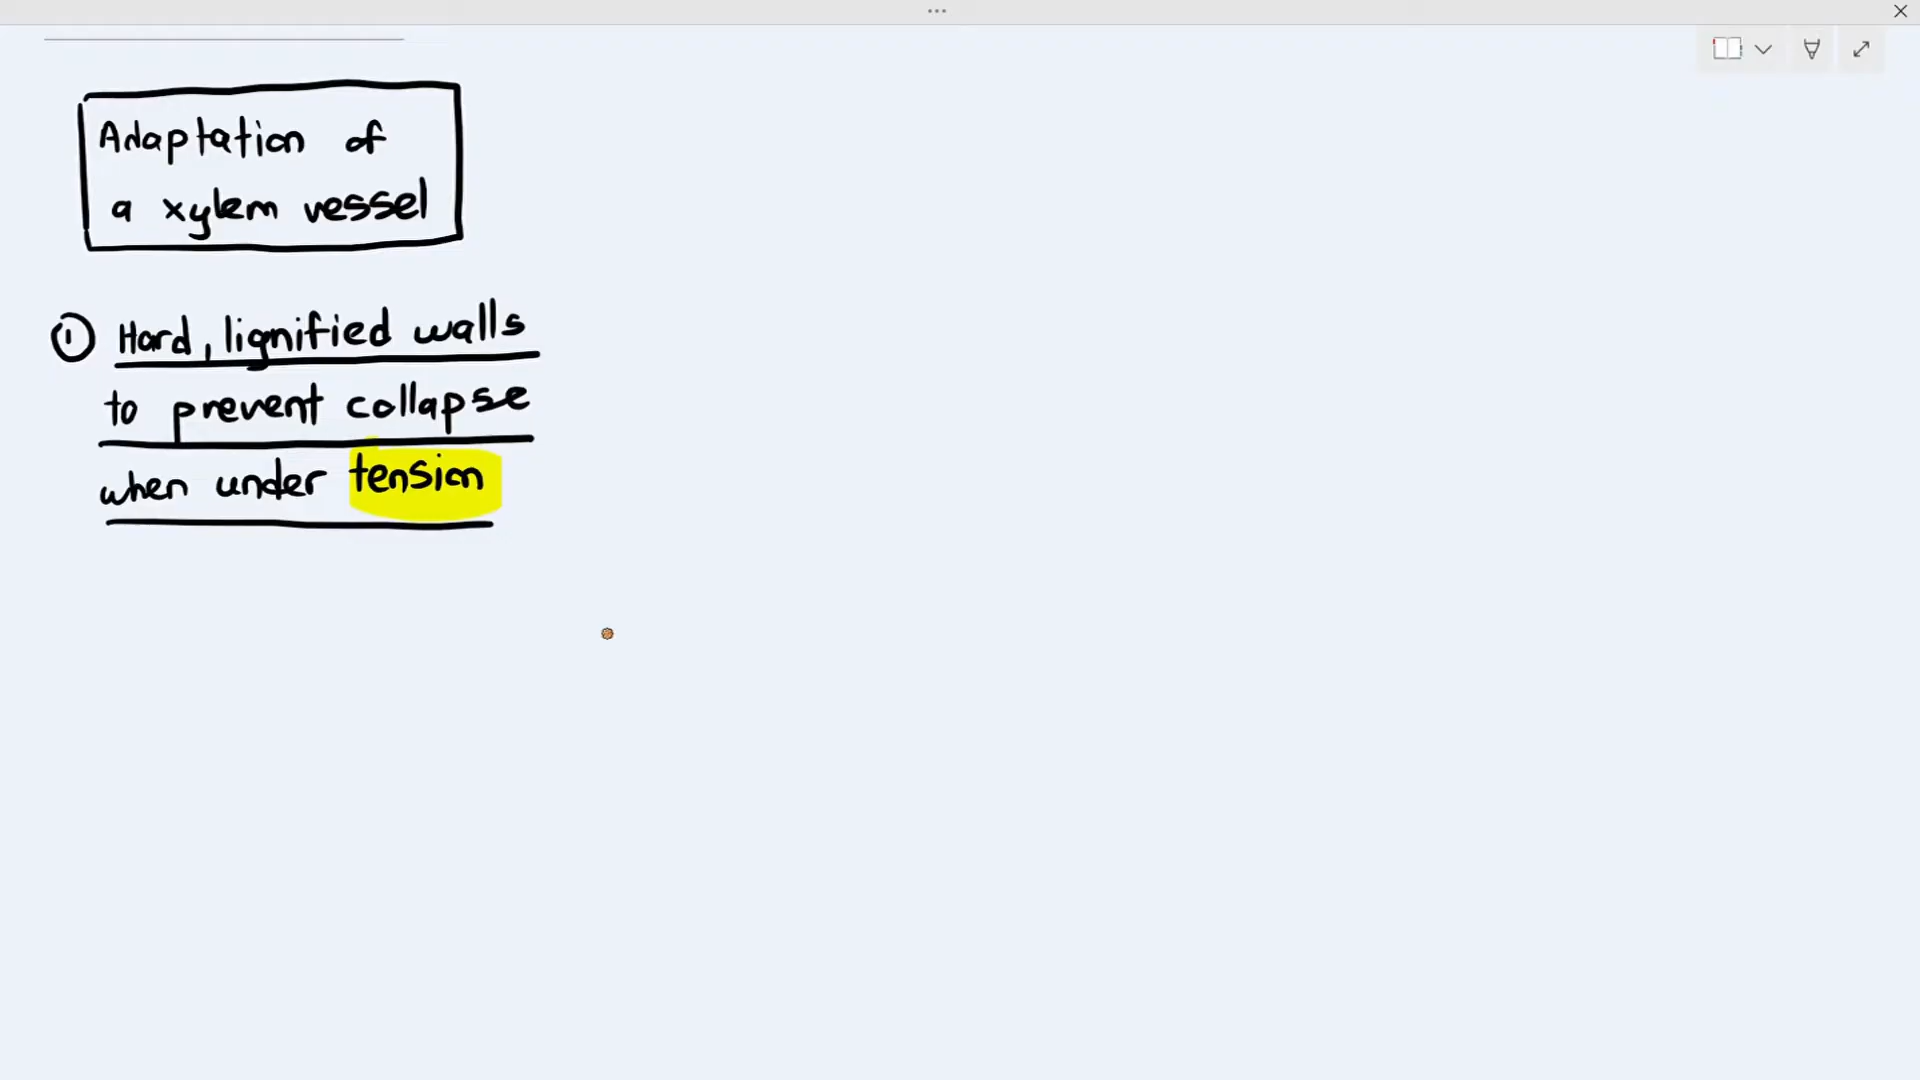 Adaptation of
a xylem vessel
① Hard, lignified walls
to prevent collapse
when under tension